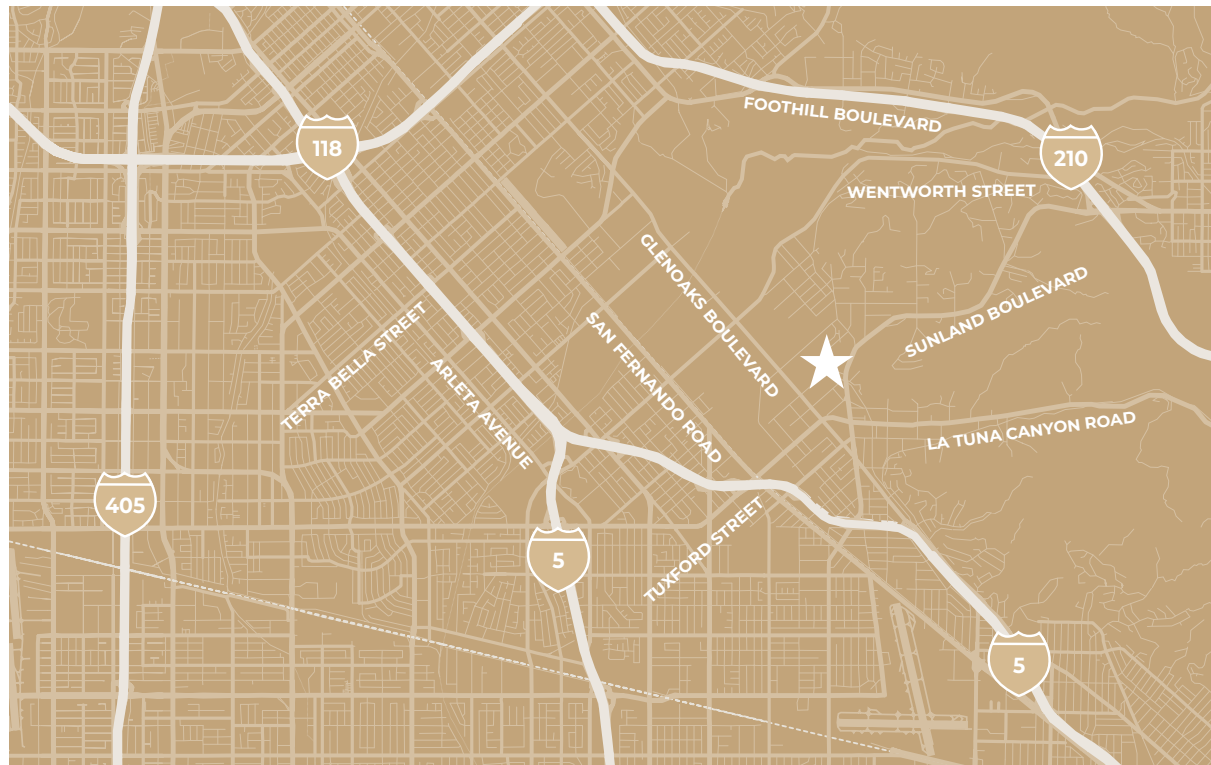 FOOTHILL BOULEVARD
118
210
WENTWORTH STREET
GLENOAKS BOULEVARD
SUNLAND BOULEVARD
TERRA BELLA STREET
SAN FERNANDO ROAD
ARLETA AVENUE
LA TUNA CANYON ROAD
405
TUXFORD STREET
5
5